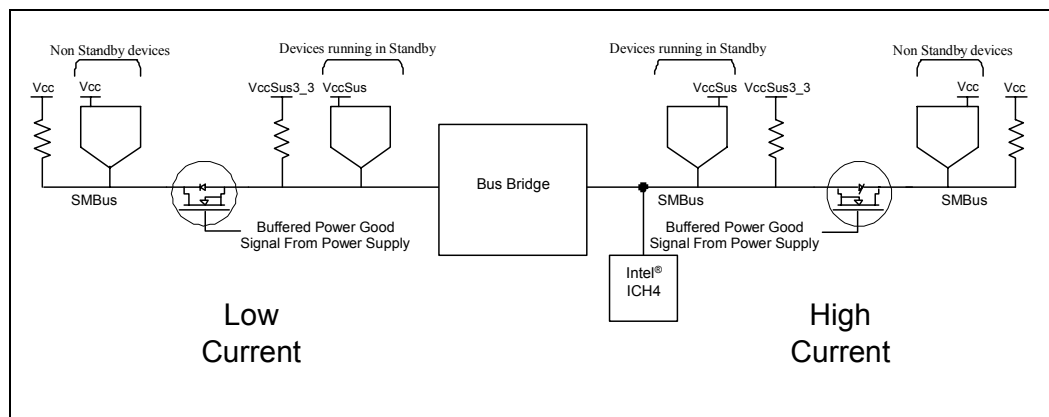 Non Standby devices
Devices running in Standby
Devices running in Standby
Non Standby devices
Vcc
Vcc
VccSus3_3
VccSus
VccSus
VccSus3_3
Vcc
Vcc
Bus Bridge
SMBus
SMBus
SMBus
Buffered Power Good
Signal From Power Supply
Buffered Power Good
Signal From Power Supply
Intel®
ICH4
Low
Current
High
Current